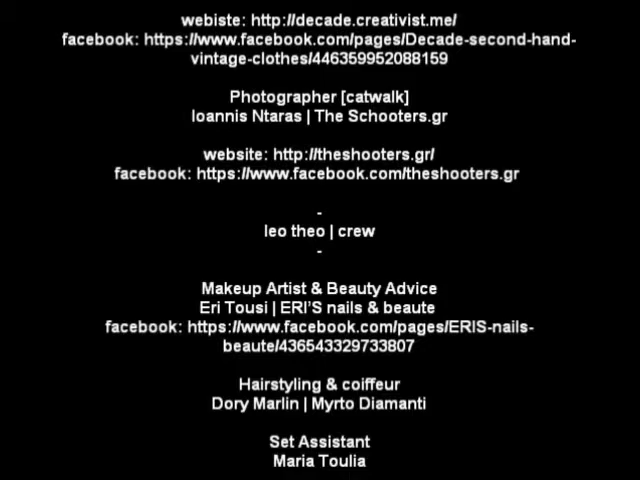 webiste: http://decade.creativist.me/
facebook: https://www.facebook.com/pages/Decade-second-hand-
vintage-clothes/446359952088159
Photographer [catwalk]
Ioannis Ntaras | The Schooters.gr
website: http://theshooters.gr/
facebook: https://www.facebook.com/theshooters.gr
-
leo theo | crew
-
Makeup Artist & Beauty Advice
Eri Tousi | ERI'S nails & beaute
facebook: https://www.facebook.com/pages/ERIS-nails-
beaute/436543329733807
Hairstyling & coiffeur
Dory Marlin | Myrto Diamanti
Set Assistant
Maria Toulia